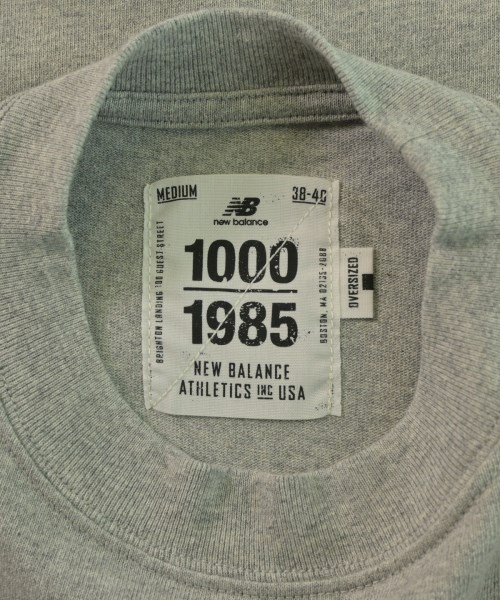 MEDIUM
38-40
NB
new balance
1000
1985
NEW BALANCE
ATHLETICS INC USA
BRIGHTON LANDING 100 GUEST STREET
BOSTON, MA 02135-2088
OVERSIZED